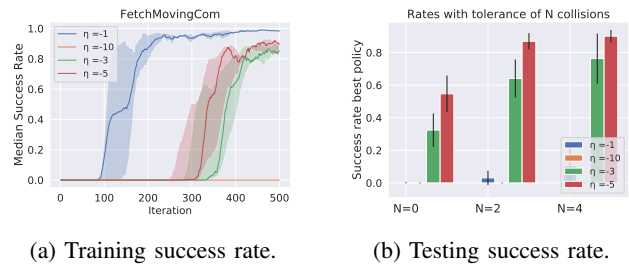 FetchMovingCom
Median Success Rate
1.0
0.8
0.6
0.4
0.2
0.0
η =-1
η =-10
η =-3
η =-5
0
100
200
300
400
500
Iteration
(a) Training success rate.
Rates with tolerance of N collisions
Success rate best policy
0.8
0.6
0.4
0.2
0.0
η =-1
η =-10
η =-3
η =-5
N=0
N=2
N=4
(b) Testing success rate.